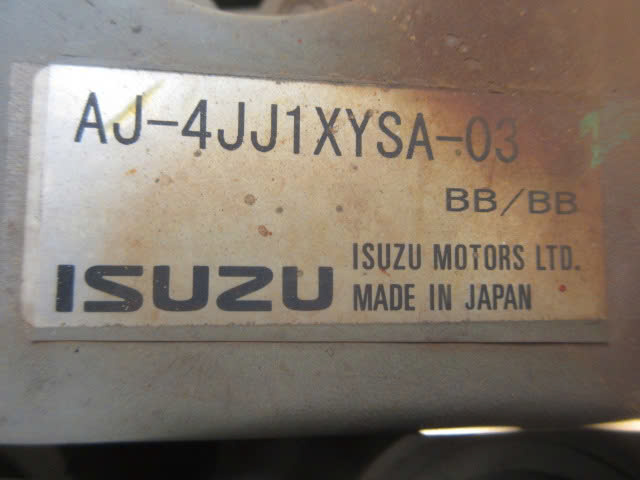 AJ-4JJ1XYSA-03
BB/BB
ISUZU
ISUZU MOTORS LTD.
MADE IN JAPAN